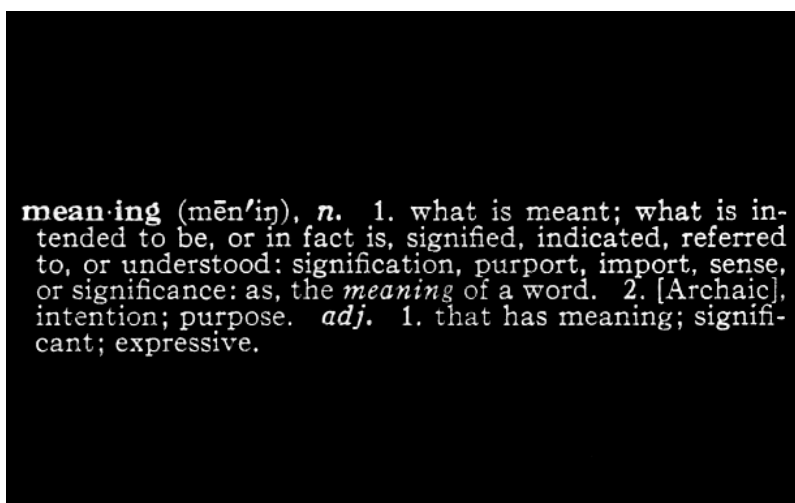 mean·ing (mēn′iŋ), n. 1. what is meant; what is in-
tended to be, or in fact is, signified, indicated, referred
to, or understood: signification, purport, import, sense,
or significance: as, the meaning of a word. 2. [Archaic],
intention; purpose. adj. 1. that has meaning; signifi-
cant; expressive.